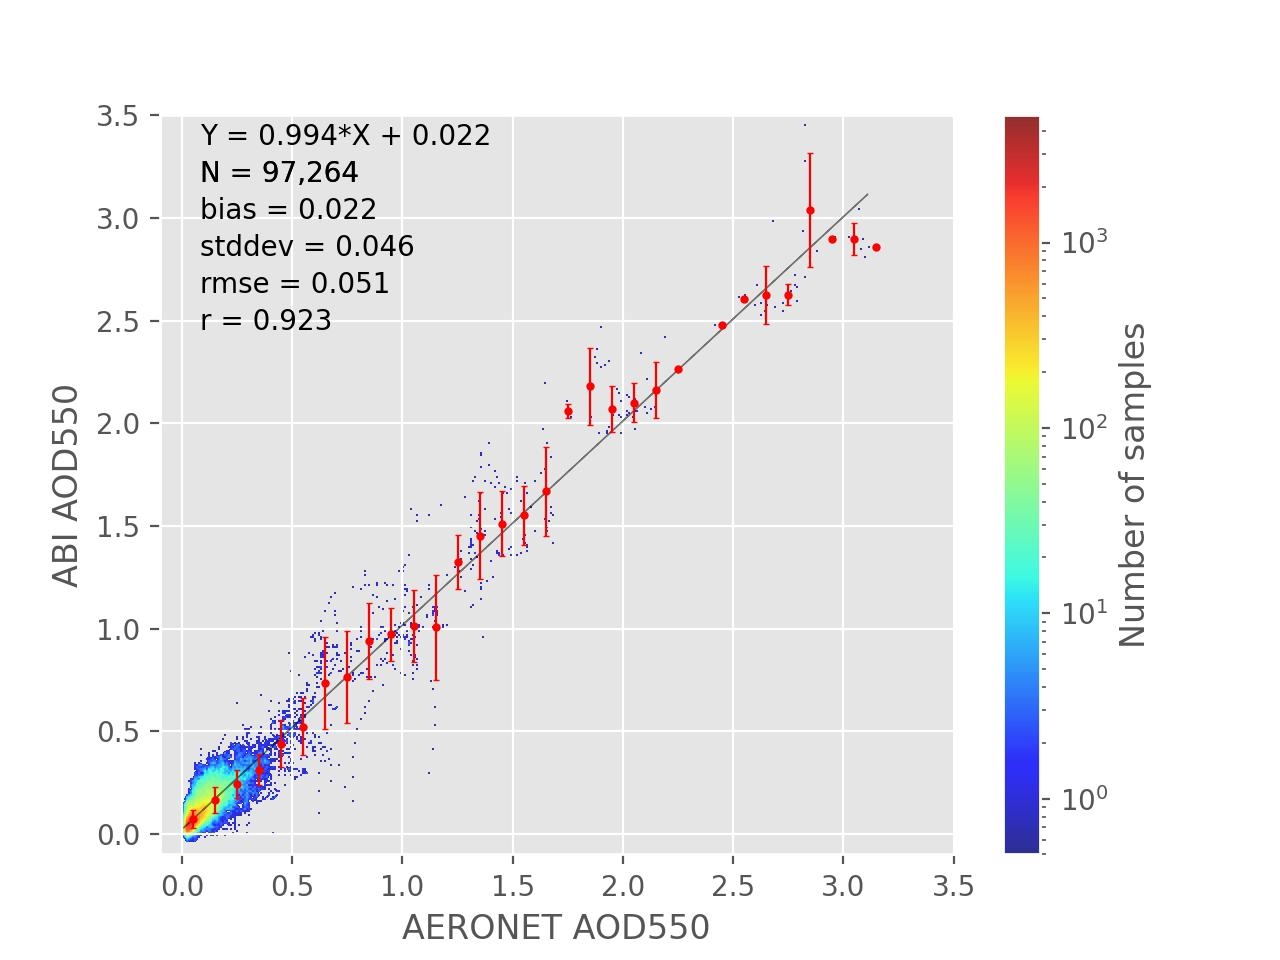 Y = 0.994*X + 0.022
N = 97,264
bias = 0.022
stddev = 0.046
rmse = 0.051
r = 0.923
3.5
3.0
2.5
2.0
1.5
1.0
0.5
0.0
ABI AOD550
0.0 0.5 1.0 1.5 2.0 2.5 3.0 3.5
AERONET AOD550
10³
10²
10¹
10⁰
Number of samples